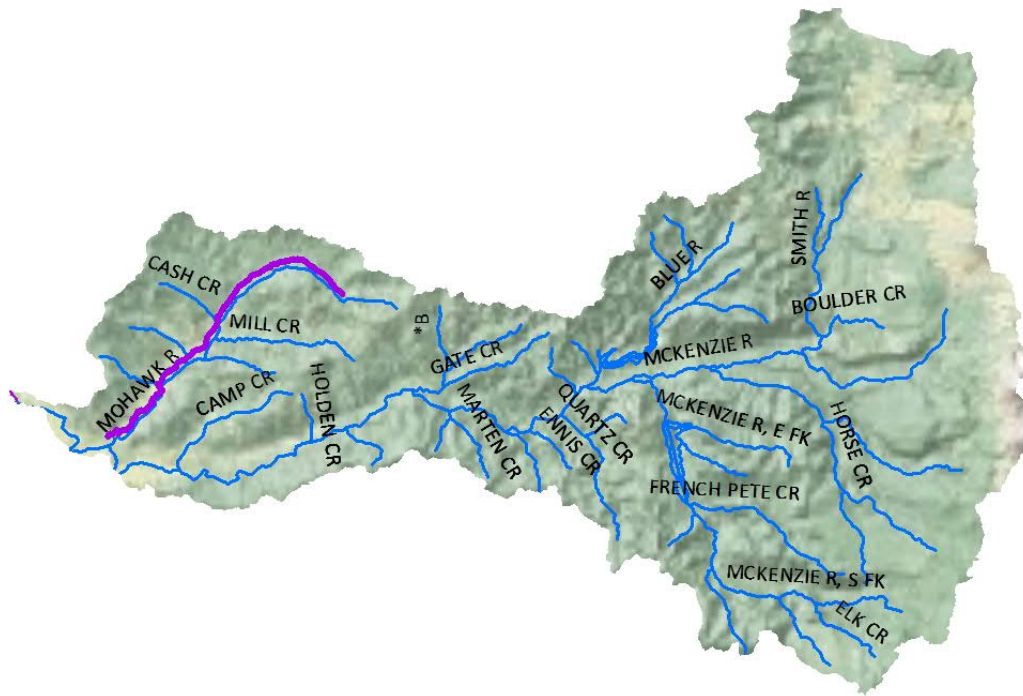 SMITH R
BLUE R
CASH CR
BOULDER CR
*B
MILL CR
MCKENZIE R
GATE CR
MOHAWK R
CAMP CR
HOLDEN CR
MARTEN CR
ENNIS CR
QUARTZ CR
MCKENZIE R, E FK
HORSE CR
FRENCH PETE CR
MCKENZIE R, S FK
ELK CR